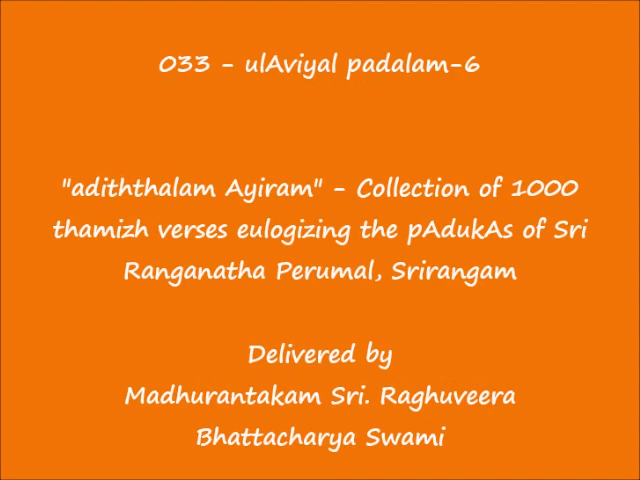 033 - ulAviyal padalam-6
"adiththalam Ayiram" - Collection of 1000
thamizh verses eulogizing the pAdukAs of Sri
Ranganatha Perumal, Srirangam
Delivered by
Madhurantakam Sri. Raghuveera
Bhattacharya Swami